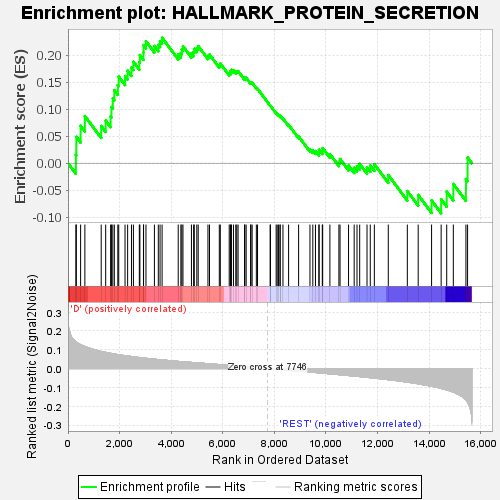 Enrichment plot: HALLMARK_PROTEIN_SECRETION
Enrichment score (ES)
0.20
0.15
0.10
0.05
0.00
-0.05
-0.10
'D' (positively correlated)
Ranked list metric (Signal2Noise)
0.3
0.2
0.1
0.0
-0.1
-0.2
-0.3
Zero cross at 7746
'REST' (negatively correlated)
0 2,000 4,000 6,000 8,000 10,000 12,000 14,000 16,000
Rank in Ordered Dataset
Enrichment profile Hits Ranking metric scores